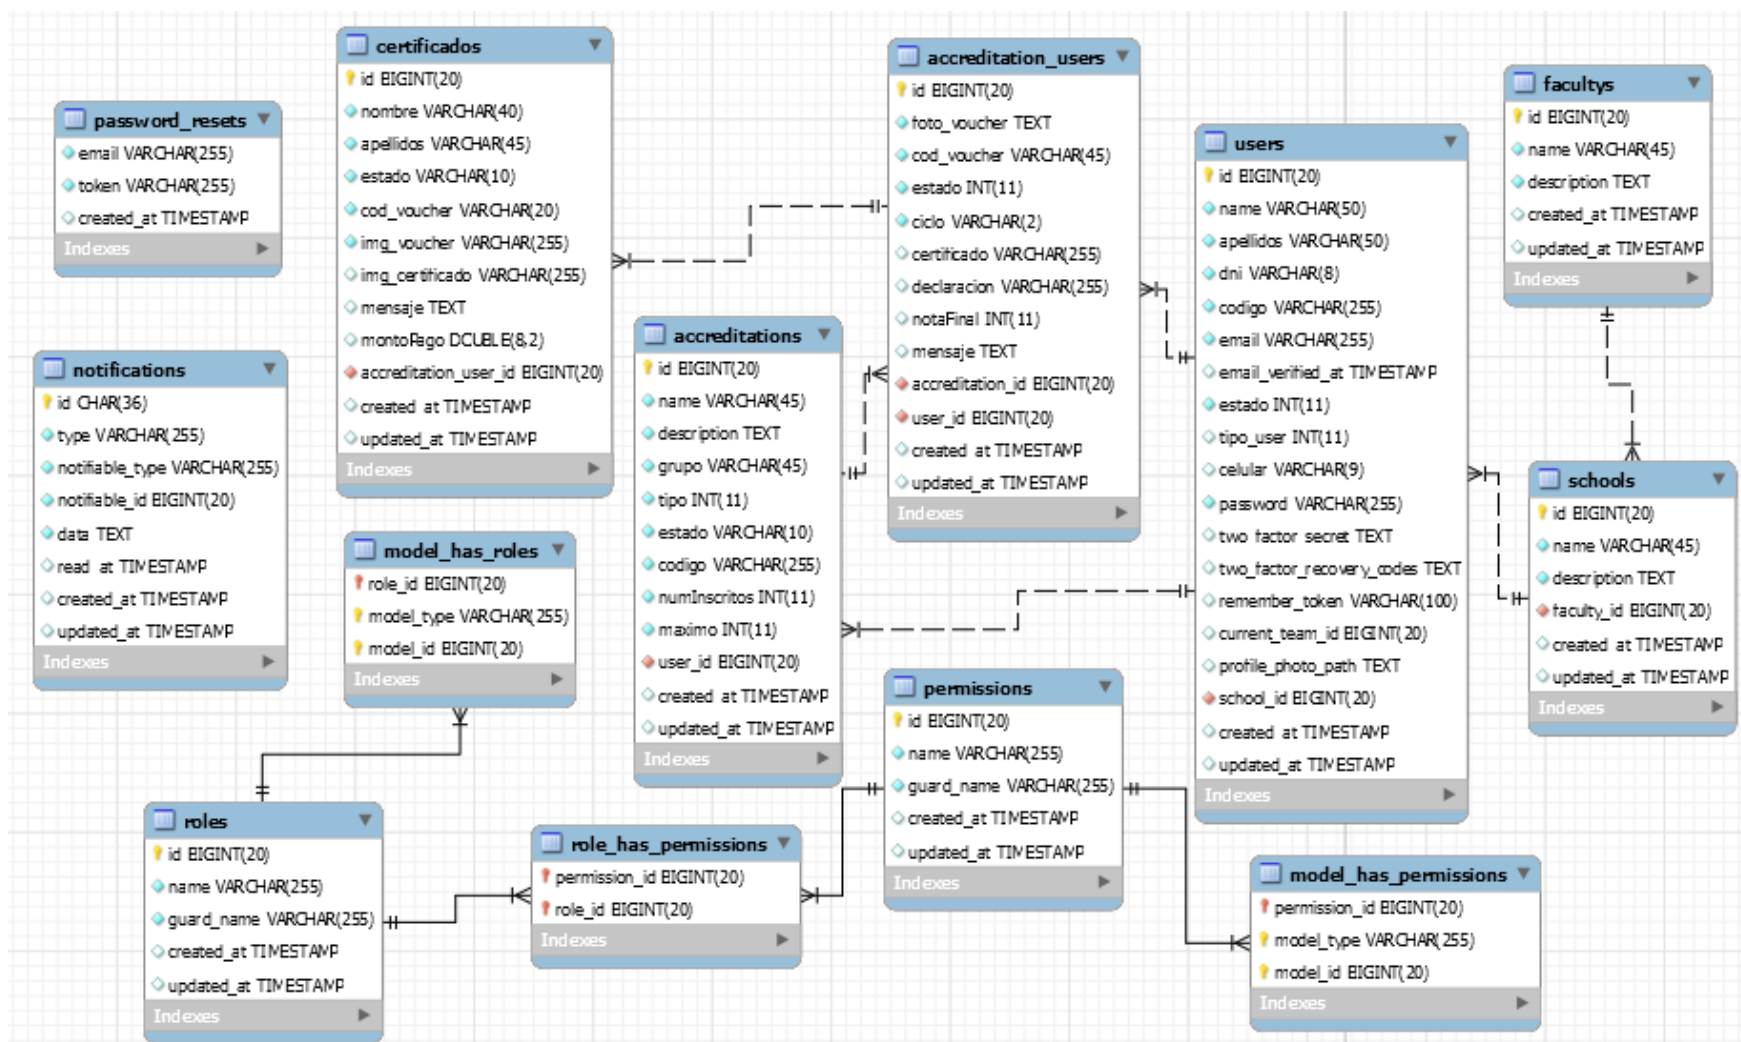 certificados
id BIGINT(20)
nombre VARCHAR(40)
apellidos VARCHAR(45)
estado VARCHAR(10)
cod_voucher VARCHAR(20)
img_voucher VARCHAR(255)
img_certificado VARCHAR(255)
mensaje TEXT
montoPago DOUBLE(8,2)
accreditation_user_id BIGINT(20)
created_at TIMESTAMP
updated_at TIMESTAMP
Indexes
accreditation_users
id BIGINT(20)
foto_voucher TEXT
cod_voucher VARCHAR(45)
estado INT(11)
ciclo VARCHAR(2)
certificado VARCHAR(255)
declaracion VARCHAR(255)
notaFinal INT(11)
mensaje TEXT
accreditation_id BIGINT(20)
user_id BIGINT(20)
created_at TIMESTAMP
updated_at TIMESTAMP
Indexes
facultys
id BIGINT(20)
name VARCHAR(45)
description TEXT
created_at TIMESTAMP
updated_at TIMESTAMP
Indexes
password_resets
email VARCHAR(255)
token VARCHAR(255)
created_at TIMESTAMP
Indexes
users
id BIGINT(20)
name VARCHAR(50)
apellidos VARCHAR(50)
dni VARCHAR(8)
codigo VARCHAR(255)
email VARCHAR(255)
email_verified_at TIMESTAMP
estado INT(11)
tipo_user INT(11)
celular VARCHAR(9)
password VARCHAR(255)
two_factor_secret TEXT
two_factor_recovery_codes TEXT
remember_token VARCHAR(100)
current_team_id BIGINT(20)
profile_photo_path TEXT
school_id BIGINT(20)
created_at TIMESTAMP
updated_at TIMESTAMP
Indexes
accreditations
id BIGINT(20)
name VARCHAR(45)
description TEXT
grupo VARCHAR(45)
tipo INT(11)
estado VARCHAR(10)
codigo VARCHAR(255)
numInscritos INT(11)
maximo INT(11)
user_id BIGINT(20)
created_at TIMESTAMP
updated_at TIMESTAMP
Indexes
notifications
id CHAR(36)
type VARCHAR(255)
notifiable_type VARCHAR(255)
notifiable_id BIGINT(20)
data TEXT
read_at TIMESTAMP
created_at TIMESTAMP
updated_at TIMESTAMP
Indexes
schools
id BIGINT(20)
name VARCHAR(45)
description TEXT
faculty_id BIGINT(20)
created_at TIMESTAMP
updated_at TIMESTAMP
Indexes
model_has_roles
role_id BIGINT(20)
model_type VARCHAR(255)
model_id BIGINT(20)
Indexes
permissions
id BIGINT(20)
name VARCHAR(255)
guard_name VARCHAR(255)
created_at TIMESTAMP
updated_at TIMESTAMP
Indexes
roles
id BIGINT(20)
name VARCHAR(255)
guard_name VARCHAR(255)
created_at TIMESTAMP
updated_at TIMESTAMP
Indexes
role_has_permissions
permission_id BIGINT(20)
role_id BIGINT(20)
Indexes
model_has_permissions
permission_id BIGINT(20)
model_type VARCHAR(255)
model_id BIGINT(20)
Indexes